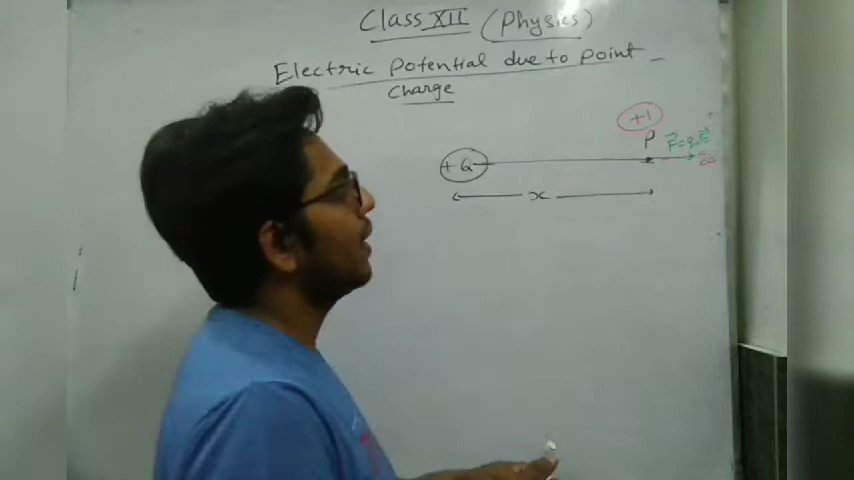 Class XII (Physics)
Electric Potential due to point
Charge
+1
P
+Q
x
∞